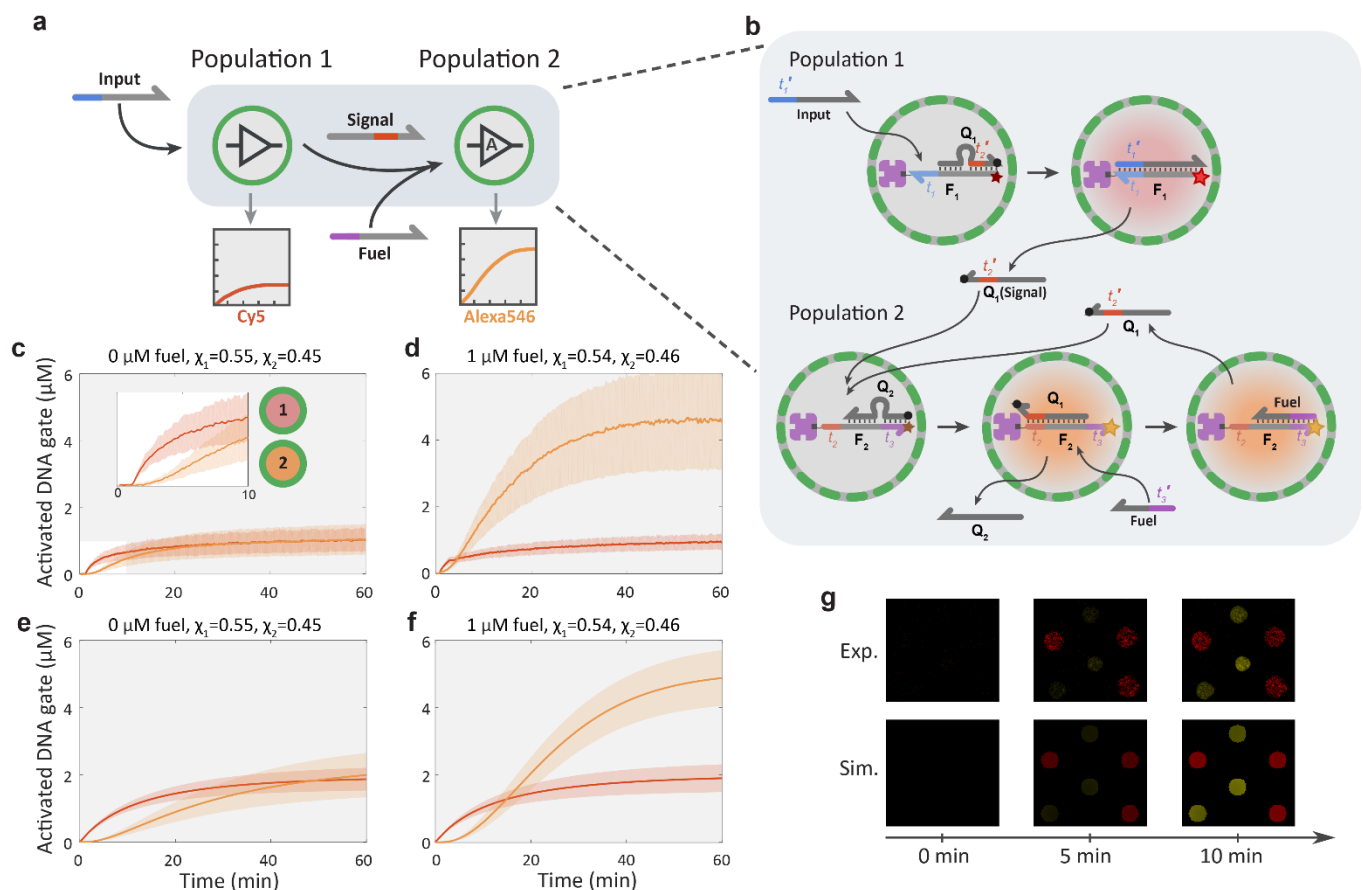 a
Population 1
Population 2
Input
Signal
A
Fuel
Cy5
Alexa546
b
Population 1
t₁′
Input
Q₁
t₂′
t₁
F₁
t₁′
t₁
F₁
t₂′
Q₁(Signal)
t₂′
Q₁
Population 2
Q₂
t₂
F₂
t₃
Q₁
t₂
F₂
t₃
Fuel
t₂
F₂
t₃
Q₂
t₃′
Fuel
c
0 µM fuel, χ₁=0.55, χ₂=0.45
Activated DNA gate (µM)
6
4
2
0
0
10
1
2
0
20
40
60
d
1 µM fuel, χ₁=0.54, χ₂=0.46
6
4
2
0
0
20
40
60
e
0 µM fuel, χ₁=0.55, χ₂=0.45
Activated DNA gate (µM)
6
4
2
0
0
20
40
60
Time (min)
f
1 µM fuel, χ₁=0.54, χ₂=0.46
6
4
2
0
0
20
40
60
Time (min)
g
Exp.
Sim.
0 min
5 min
10 min